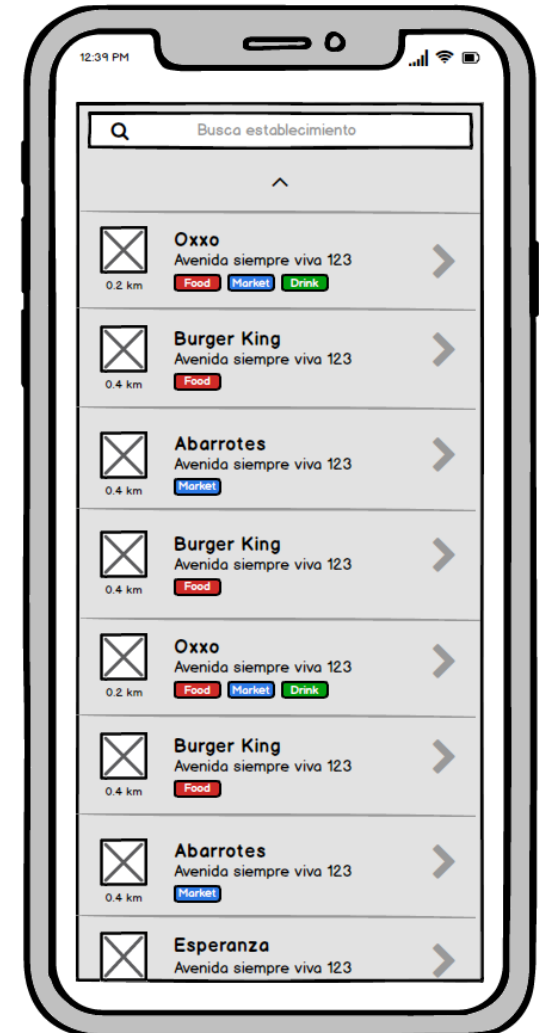 12:39 PM
Busca establecimiento
Oxxo
Avenida siempre viva 123
Food Market Drink
0.2 km
Burger King
Avenida siempre viva 123
Food
0.4 km
Abarrotes
Avenida siempre viva 123
Market
0.4 km
Burger King
Avenida siempre viva 123
Food
0.4 km
Oxxo
Avenida siempre viva 123
Food Market Drink
0.2 km
Burger King
Avenida siempre viva 123
Food
0.4 km
Abarrotes
Avenida siempre viva 123
Market
0.4 km
Esperanza
Avenida siempre viva 123